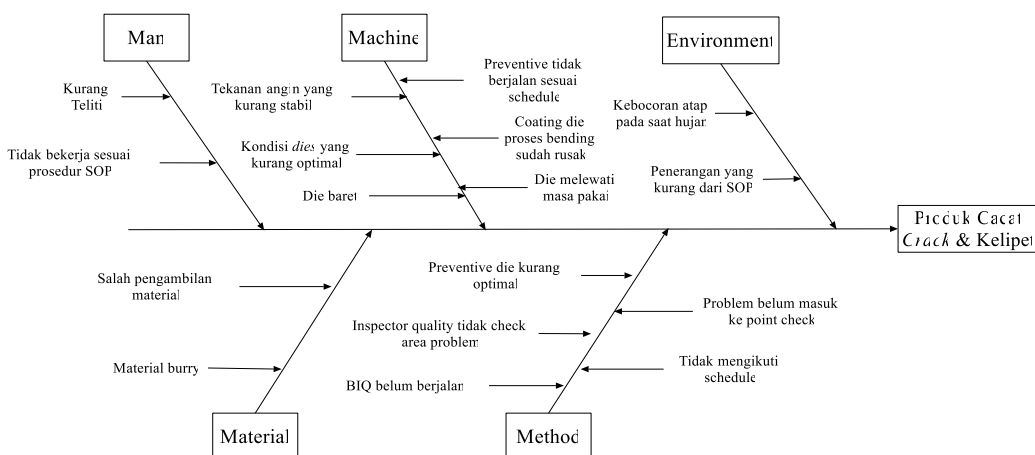 Man
Machine
Environment
Kurang
Teliti
Tidak bekerja sesuai
prosedur SOP
Tekanan angin yang
kurang stabil
Kondisi dies yang
kurang optimal
Die baret
Preventive tidak
berjalan sesuai
schedule
Coating die
proses bending
sudah rusak
Die melewati
masa pakai
Kebocoran atap
pada saat hujan
Penerangan yang
kurang dari SOP
Produk Cacat
Crack & Kelipet
Salah pengambilan
material
Material burry
Preventive die kurang
optimal
Inspector quality tidak check
area problem
BIQ belum berjalan
Problem belum masuk
ke point check
Tidak mengikuti
schedule
Material
Method